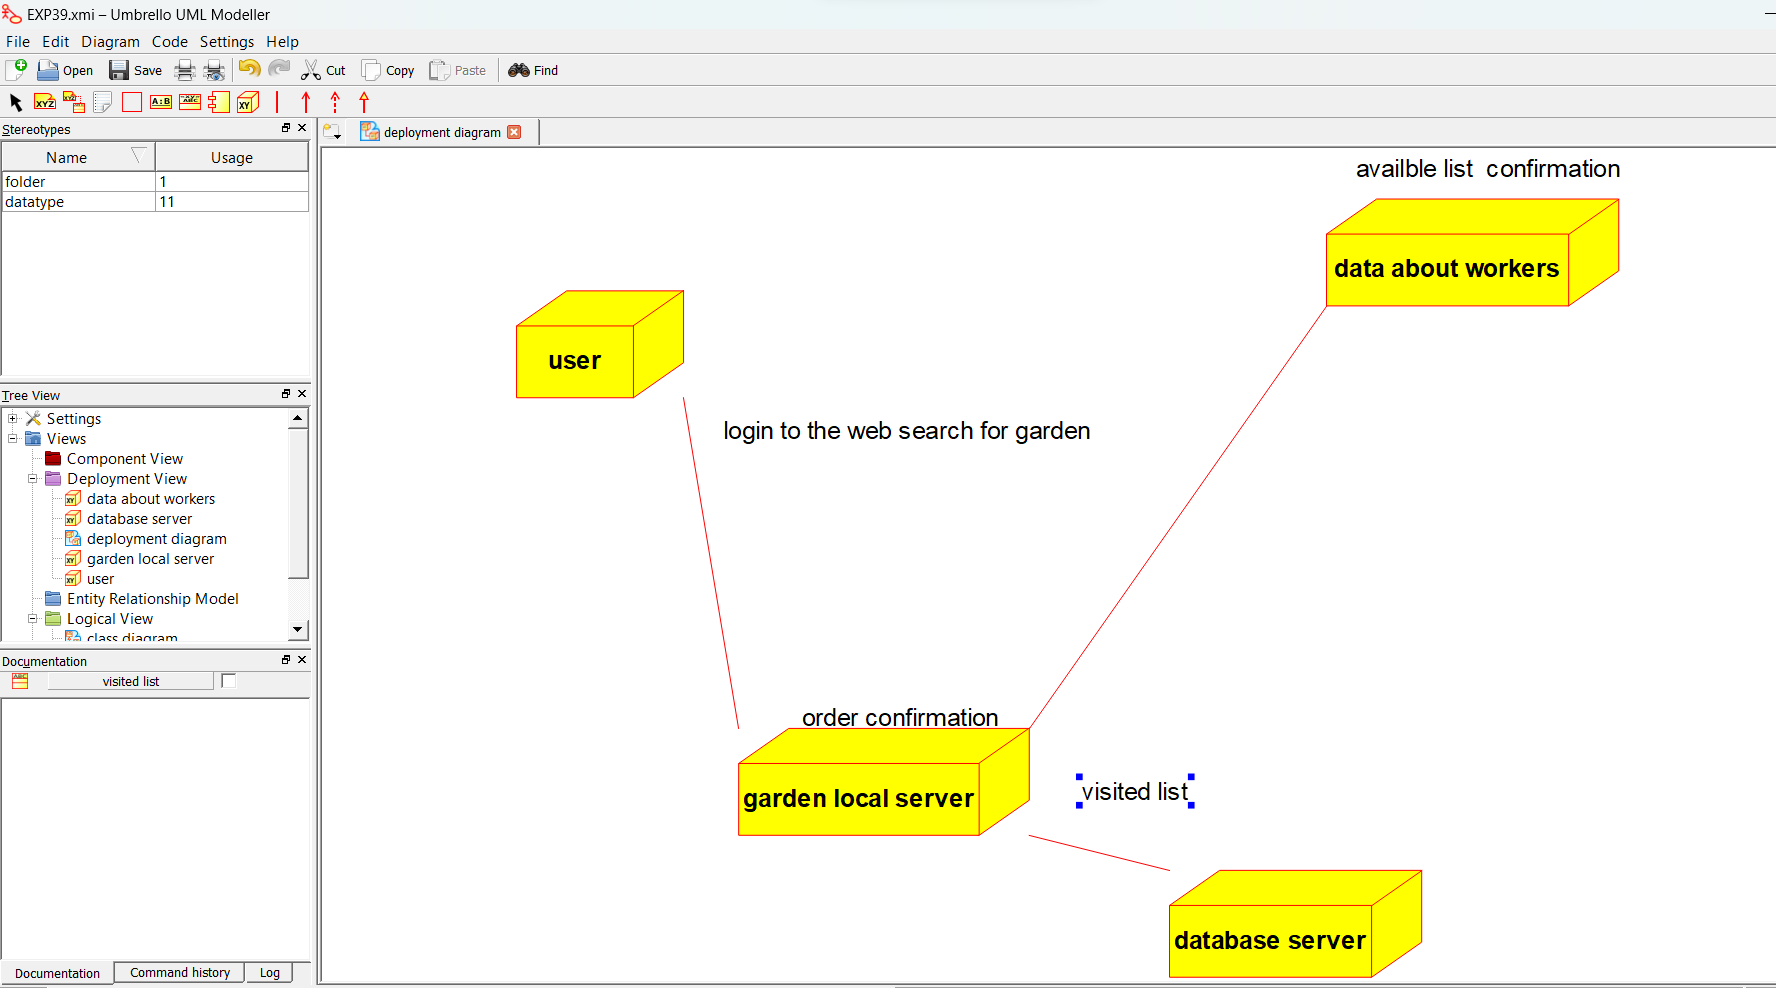 EXP39.xmi – Umbrello UML Modeller
File Edit Diagram Code Settings Help
Open Save Cut Copy Paste Find
XYZ XYZ A:B ABC XY
Stereotypes
deployment diagram
Name Usage
folder 1
datatype 11
availble list  confirmation
data about workers
user
login to the web search for garden
Tree View
Settings
Views
Component View
Deployment View
data about workers
database server
deployment diagram
garden local server
user
Entity Relationship Model
Logical View
class diagram
order confirmation
garden local server
visited list
database server
Documentation
visited list
Documentation Command history Log